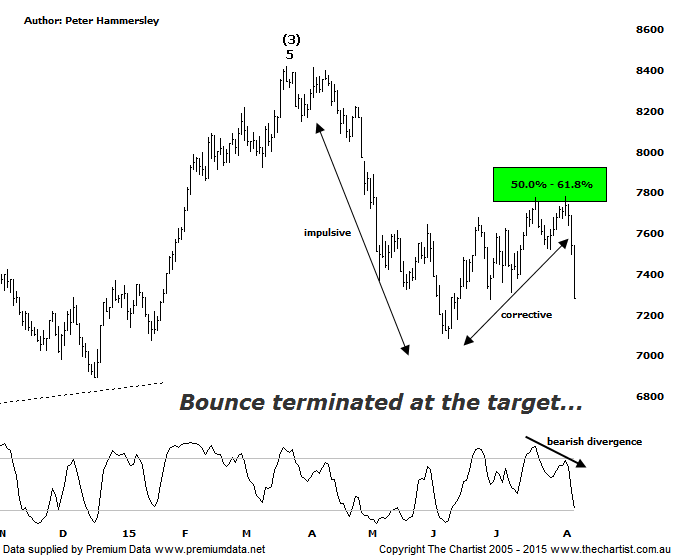 Author: Peter Hammersley
8600
(3)
5
8400
8200
8000
50.0% - 61.8%
7800
impulsive
7600
7400
corrective
7200
7000
6800
Bounce terminated at the target...
bearish divergence
N D 15 F M A M J J A
Data supplied by Premium Data www.premiumdata.net
Copyright The Chartist 2005 - 2015 www.thechartist.com.au